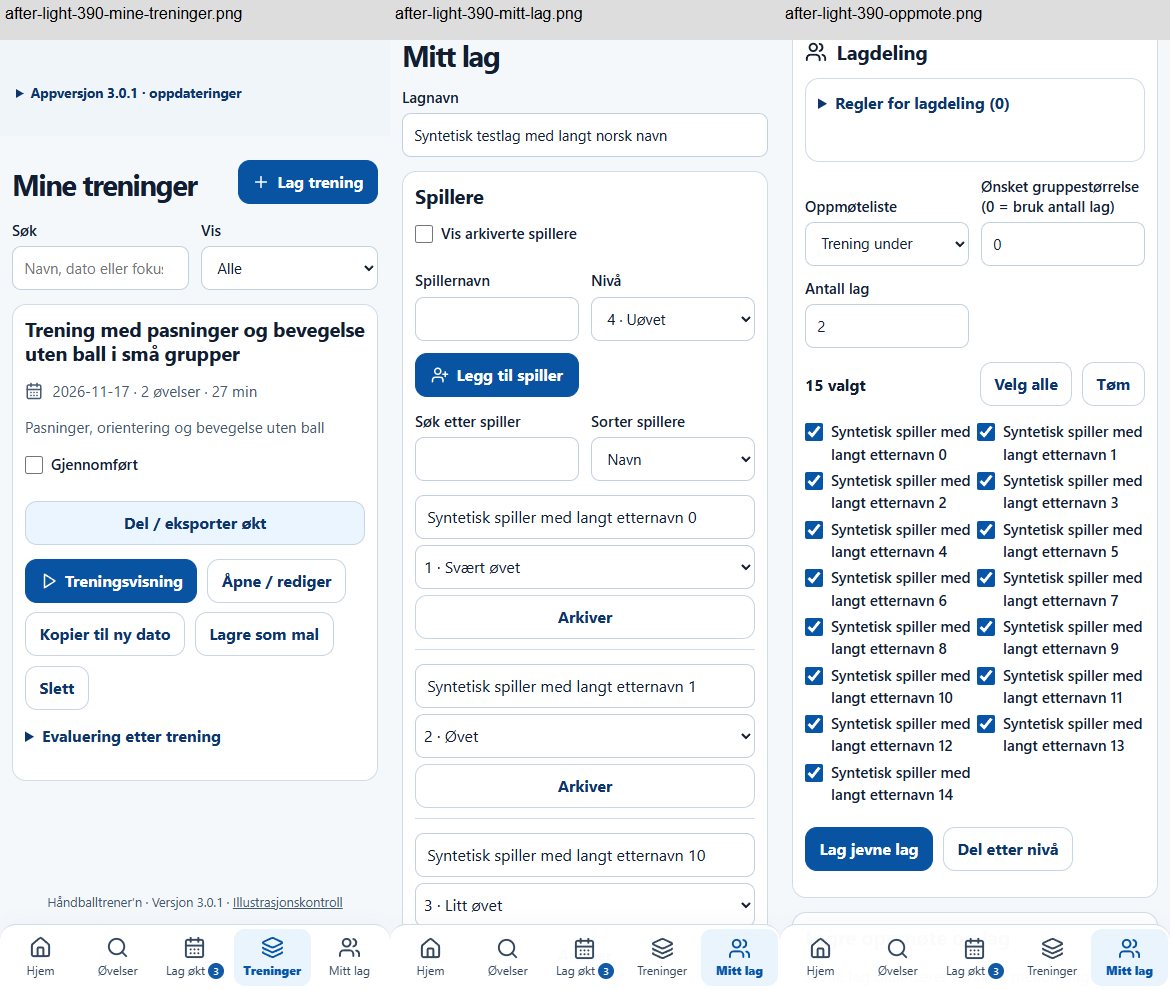 after-light-390-mine-treninger.png
Appversjon 3.0.1 · oppdateringer
Mine treninger
Lag trening
Søk
Vis
Navn, dato eller foku
Alle
Trening med pasninger og bevegelse
uten ball i små grupper
2026-11-17 · 2 øvelser · 27 min
Pasninger, orientering og bevegelse uten ball
Gjennomført
Del / eksporter økt
Treningsvisning
Åpne / rediger
Kopier til ny dato
Lagre som mal
Slett
Evaluering etter trening
Håndballtrener'n · Versjon 3.0.1 · Illustrasjonskontroll
Hjem
Øvelser
Lag økt 3
Treninger
Mitt lag
after-light-390-mitt-lag.png
Mitt lag
Lagnavn
Syntetisk testlag med langt norsk navn
Spillere
Vis arkiverte spillere
Spillernavn
Nivå
4 · Uøvet
Legg til spiller
Søk etter spiller
Sorter spillere
Navn
Syntetisk spiller med langt etternavn 0
1 · Svært øvet
Arkiver
Syntetisk spiller med langt etternavn 1
2 · Øvet
Arkiver
Syntetisk spiller med langt etternavn 10
3 · Litt øvet
Hjem
Øvelser
Lag økt 3
Treninger
Mitt lag
after-light-390-oppmote.png
Lagdeling
Regler for lagdeling (0)
Oppmøteliste
Trening under
Ønsket gruppestørrelse
(0 = bruk antall lag)
0
Antall lag
2
15 valgt
Velg alle
Tøm
Syntetisk spiller med
langt etternavn 0
Syntetisk spiller med
langt etternavn 1
Syntetisk spiller med
langt etternavn 2
Syntetisk spiller med
langt etternavn 3
Syntetisk spiller med
langt etternavn 4
Syntetisk spiller med
langt etternavn 5
Syntetisk spiller med
langt etternavn 6
Syntetisk spiller med
langt etternavn 7
Syntetisk spiller med
langt etternavn 8
Syntetisk spiller med
langt etternavn 9
Syntetisk spiller med
langt etternavn 10
Syntetisk spiller med
langt etternavn 11
Syntetisk spiller med
langt etternavn 12
Syntetisk spiller med
langt etternavn 13
Syntetisk spiller med
langt etternavn 14
Lag jevne lag
Del etter nivå
Hjem
Øvelser
Lag økt 3
Treninger
Mitt lag